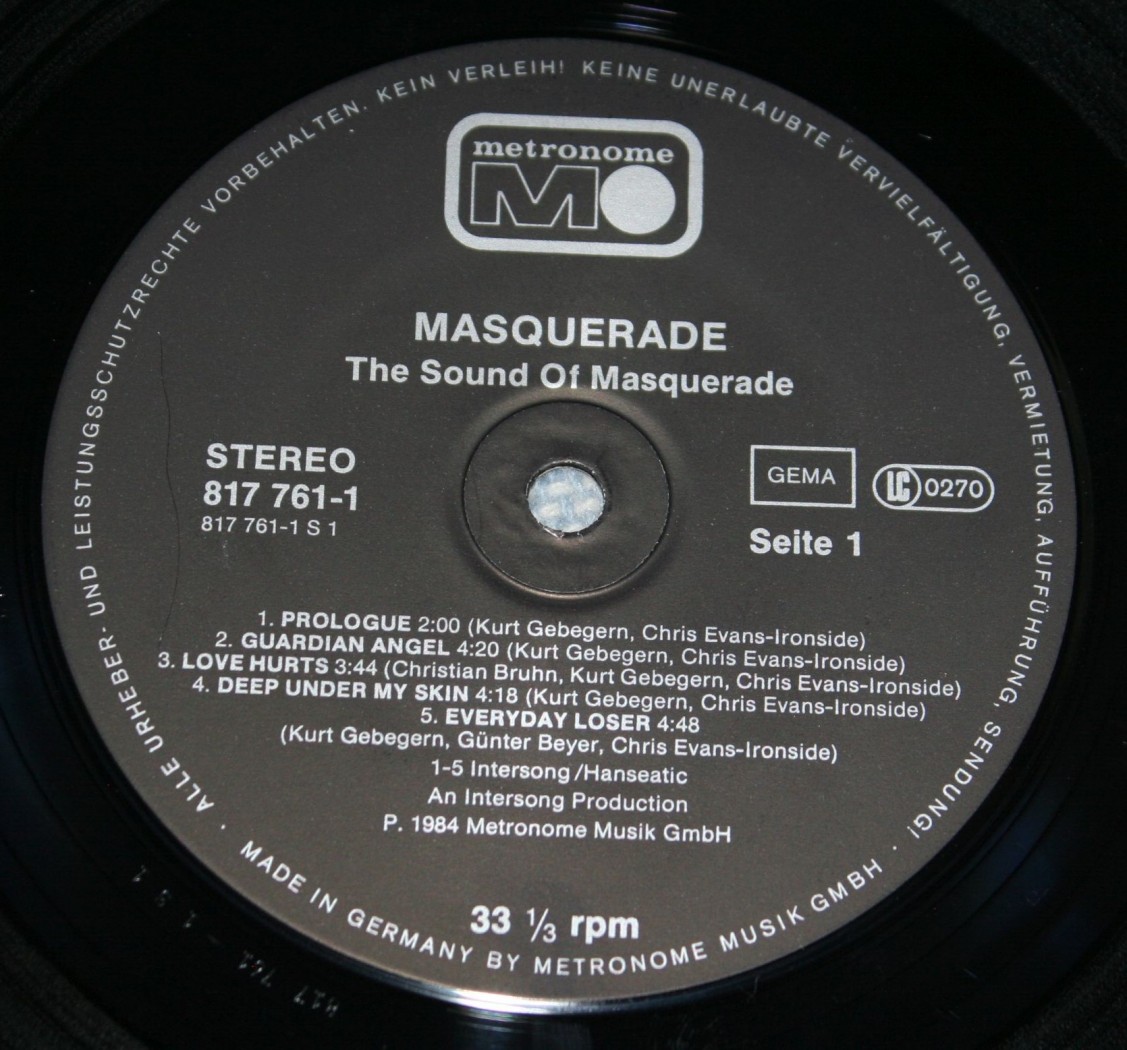 ALLE URHEBER- UND LEISTUNGSSCHUTZRECHTE VORBEHALTEN. KEIN VERLEIH! KEINE UNERLAUBTE VERVIELFÄLTIGUNG, VERMIETUNG, AUFFÜHRUNG, SENDUNG!
metronome
MO
MASQUERADE
The Sound Of Masquerade
STEREO
817 761-1
817 761-1 S 1
GEMA
LC 0270
Seite 1
1. PROLOGUE 2:00 (Kurt Gebegern, Chris Evans-Ironside)
2. GUARDIAN ANGEL 4:20 (Kurt Gebegern, Chris Evans-Ironside)
3. LOVE HURTS 3:44 (Christian Bruhn, Kurt Gebegern, Chris Evans-Ironside)
4. DEEP UNDER MY SKIN 4:18 (Kurt Gebegern, Chris Evans-Ironside)
5. EVERYDAY LOSER 4:48
(Kurt Gebegern, Günter Beyer, Chris Evans-Ironside)
1-5 Intersong/Hanseatic
An Intersong Production
P. 1984 Metronome Musik GmbH
33 ⅓ rpm
· MADE IN GERMANY BY METRONOME MUSIK GMBH ·